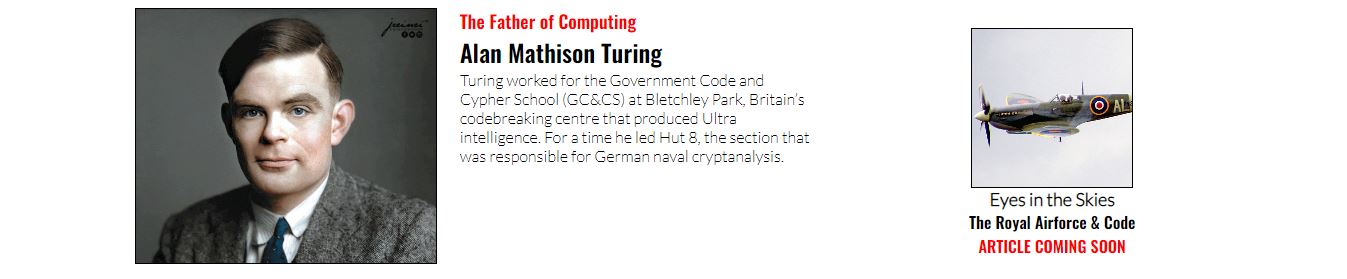 The Father of Computing
Alan Mathison Turing
Turing worked for the Government Code and
Cypher School (GC&CS) at Bletchley Park, Britain's
codebreaking centre that produced Ultra
intelligence. For a time he led Hut 8, the section that
was responsible for German naval cryptanalysis.
AL
Eyes in the Skies
The Royal Airforce & Code
ARTICLE COMING SOON